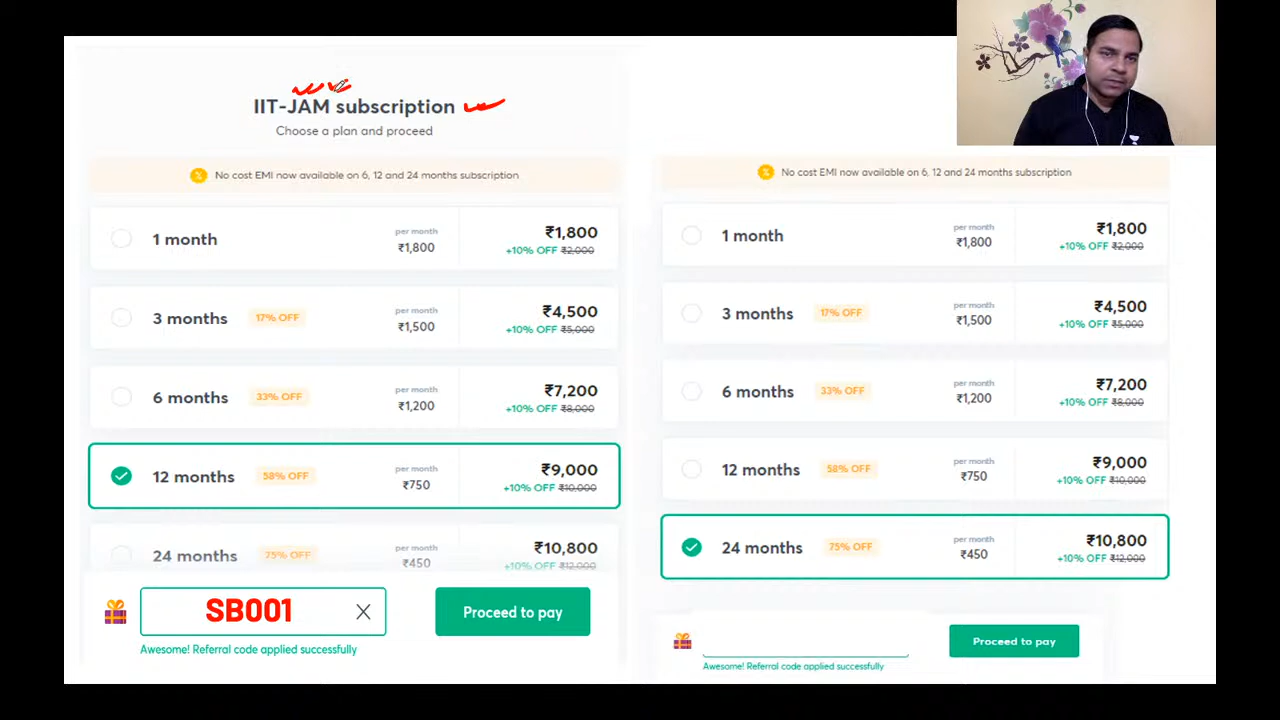 IIT-JAM subscription
Choose a plan and proceed
% No cost EMI now available on 6, 12 and 24 months subscription
1 month
per month
₹1,800
₹1,800
+10% OFF ₹2,000
3 months 17% OFF
per month
₹1,500
₹4,500
+10% OFF ₹5,000
6 months 33% OFF
per month
₹1,200
₹7,200
+10% OFF ₹8,000
12 months 58% OFF
per month
₹750
₹9,000
+10% OFF ₹10,000
24 months 75% OFF
per month
₹450
₹10,800
+10% OFF ₹12,000
SB001
Proceed to pay
Awesome! Referral code applied successfully
% No cost EMI now available on 6, 12 and 24 months subscription
1 month
per month
₹1,800
₹1,800
+10% OFF ₹2,000
3 months 17% OFF
per month
₹1,500
₹4,500
+10% OFF ₹5,000
6 months 33% OFF
per month
₹1,200
₹7,200
+10% OFF ₹8,000
12 months 58% OFF
per month
₹750
₹9,000
+10% OFF ₹10,000
24 months 75% OFF
per month
₹450
₹10,800
+10% OFF ₹12,000
Proceed to pay
Awesome! Referral code applied successfully